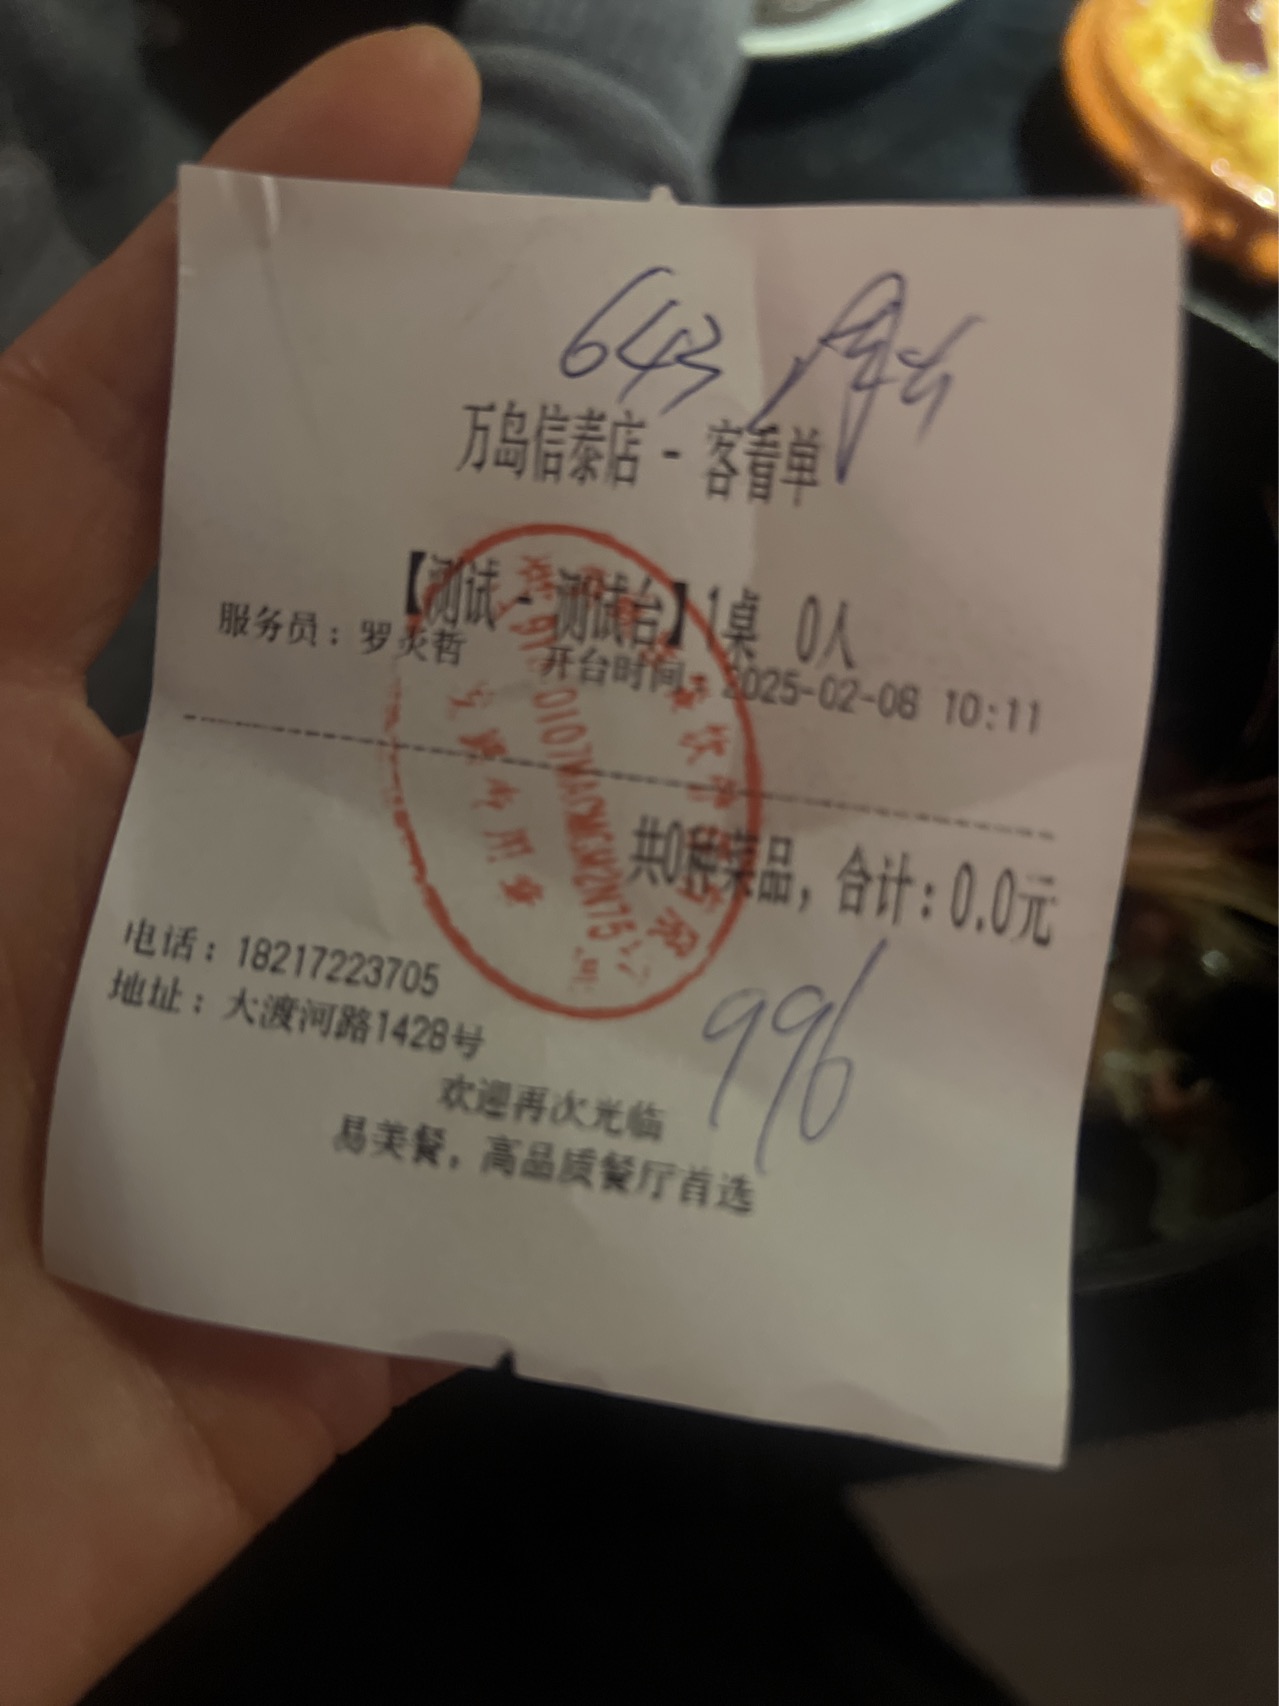 643
万岛信泰店 - 客看单
【测试 - 测试台】1桌 0人
服务员：罗炎哲 开台时间：2025-02-08 10:11
共0种菜品，合计：0.0元
996
电话：18217223705
地址：大渡河路1428号
欢迎再次光临
易美餐，高品质餐厅首选